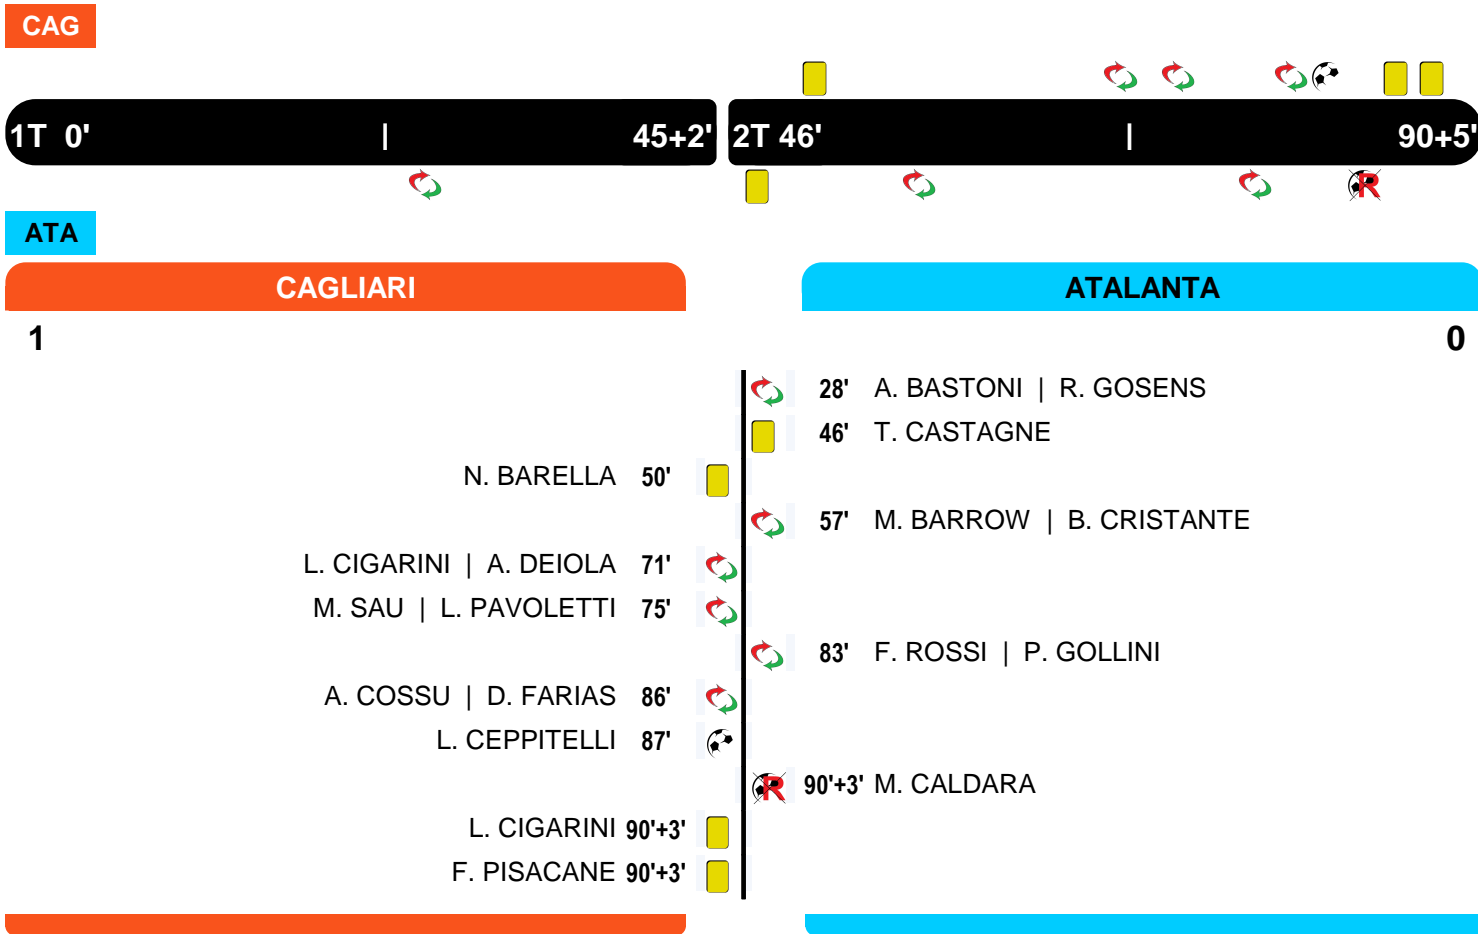 CAG
1T 0' | 45+2' 2T 46' | 90+5'
ATA
CAGLIARI ATALANTA
1 0
28' A. BASTONI | R. GOSENS
46' T. CASTAGNE
N. BARELLA 50'
57' M. BARROW | B. CRISTANTE
L. CIGARINI | A. DEIOLA 71'
M. SAU | L. PAVOLETTI 75'
83' F. ROSSI | P. GOLLINI
A. COSSU | D. FARIAS 86'
L. CEPPITELLI 87'
R 90'+3' M. CALDARA
L. CIGARINI 90'+3'
F. PISACANE 90'+3'